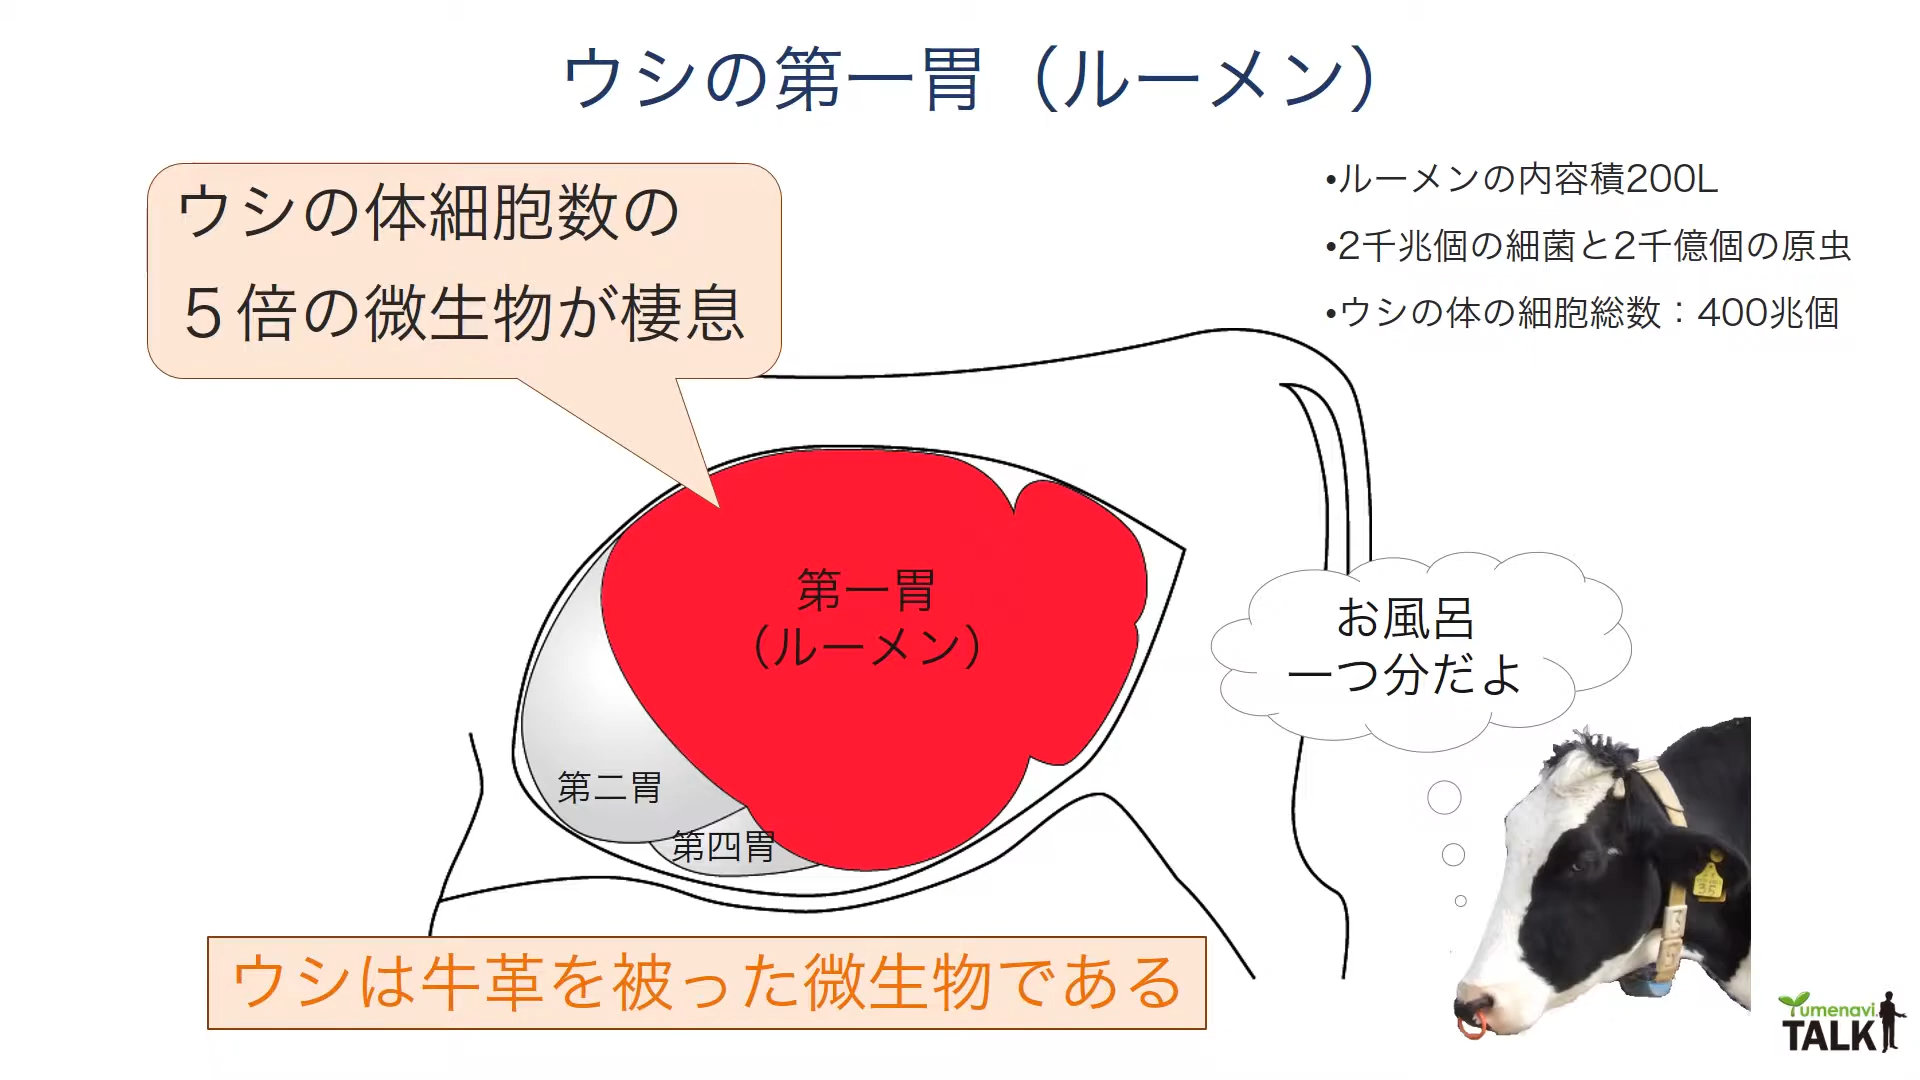 ウシの第一胃（ルーメン）
ウシの体細胞数の
５倍の微生物が棲息
•ルーメンの内容積200L
•2千兆個の細菌と2千億個の原虫
•ウシの体の細胞総数：400兆個
第一胃
（ルーメン）
お風呂
一つ分だよ
第二胃
第四胃
35
ウシは牛革を被った微生物である
Yumenavi
TALK